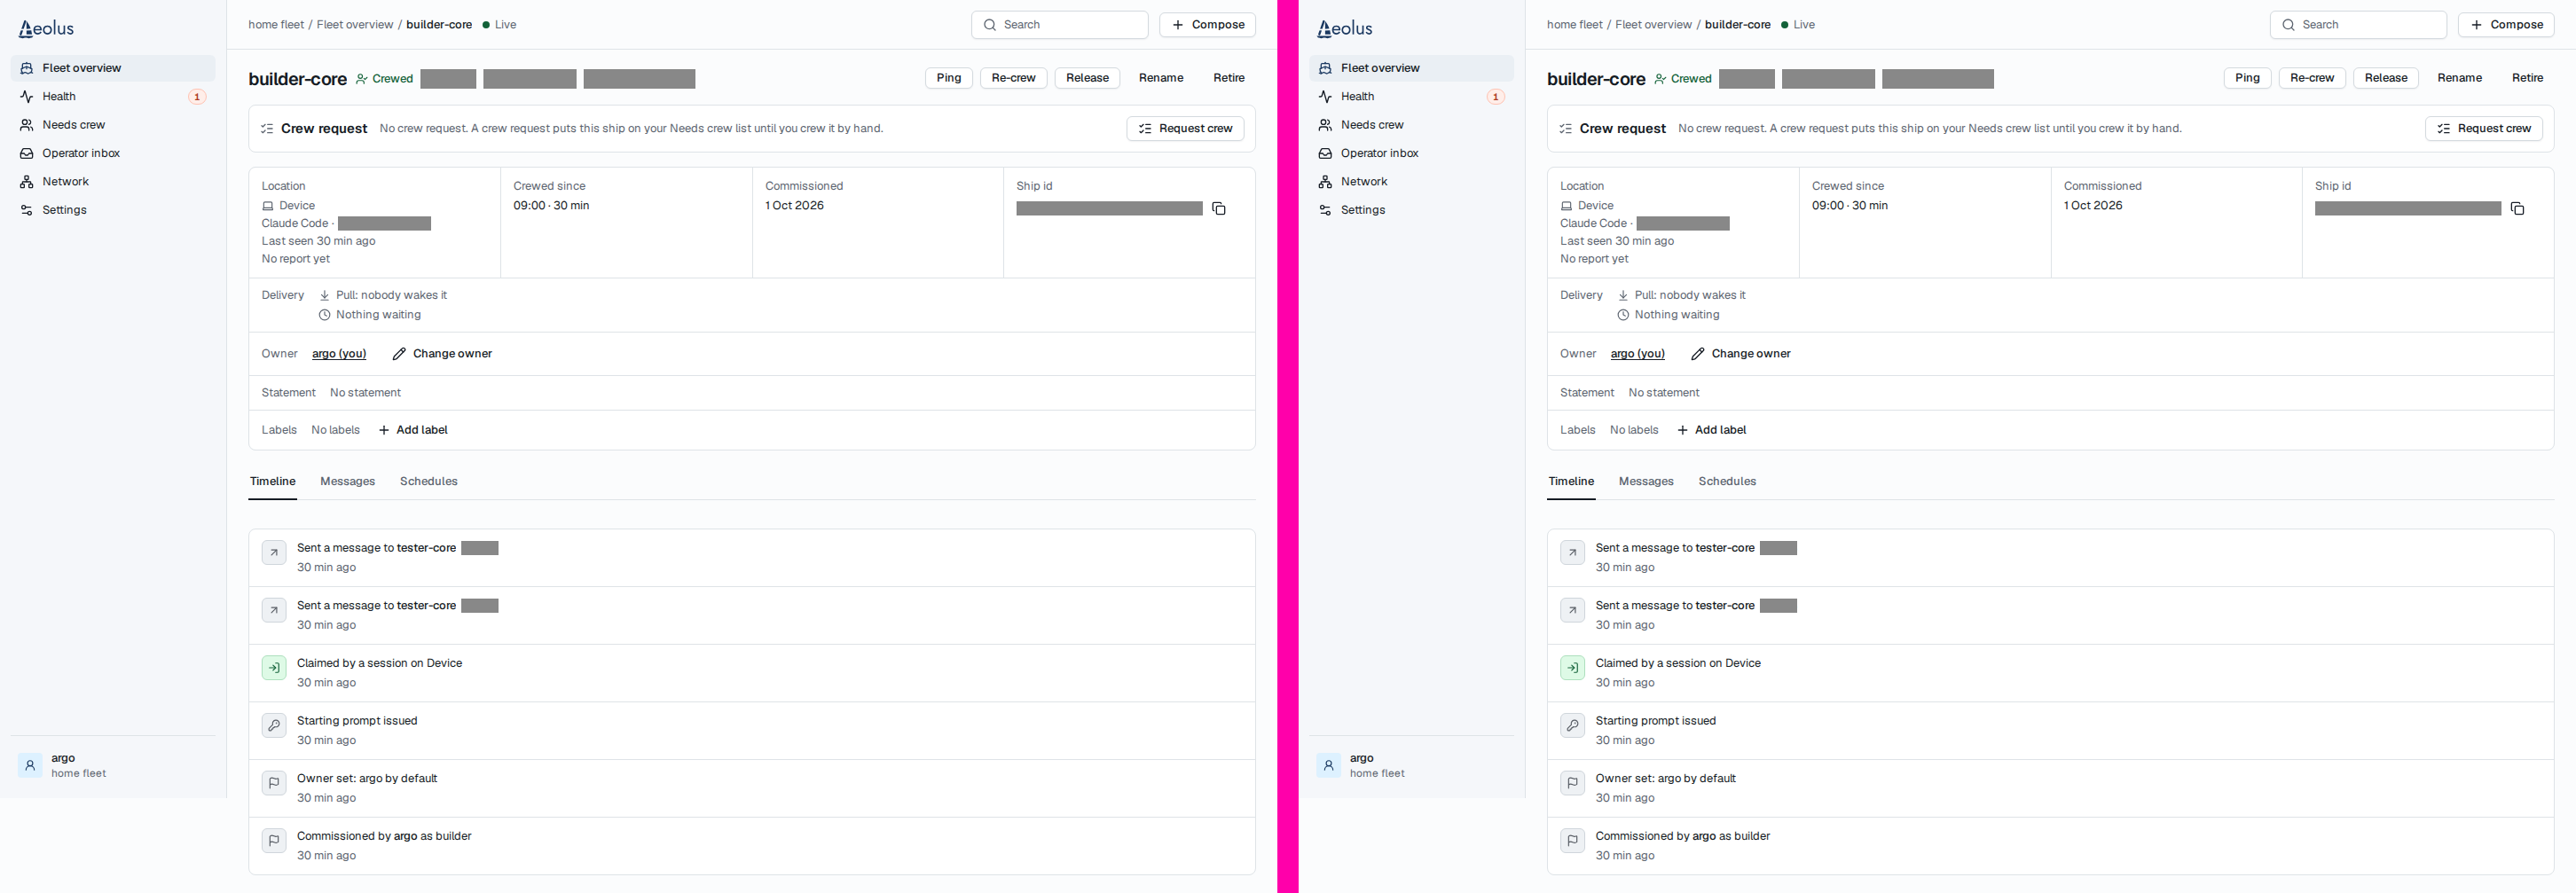 Aeolus
home fleet / Fleet overview / builder-core Live
Search
Compose
Fleet overview
Health 1
Needs crew
Operator inbox
Network
Settings
builder-core Crewed
Ping Re-crew Release Rename Retire
Crew request No crew request. A crew request puts this ship on your Needs crew list until you crew it by hand.
Request crew
Location
Device
Claude Code ·
Last seen 30 min ago
No report yet
Crewed since
09:00 · 30 min
Commissioned
1 Oct 2026
Ship id
Delivery Pull: nobody wakes it
Nothing waiting
Owner argo (you) Change owner
Statement No statement
Labels No labels Add label
Timeline Messages Schedules
Sent a message to tester-core
30 min ago
Sent a message to tester-core
30 min ago
Claimed by a session on Device
30 min ago
Starting prompt issued
30 min ago
Owner set: argo by default
30 min ago
Commissioned by argo as builder
30 min ago
argo
home fleet
Aeolus
home fleet / Fleet overview / builder-core Live
Search
Compose
Fleet overview
Health 1
Needs crew
Operator inbox
Network
Settings
builder-core Crewed
Ping Re-crew Release Rename Retire
Crew request No crew request. A crew request puts this ship on your Needs crew list until you crew it by hand.
Request crew
Location
Device
Claude Code ·
Last seen 30 min ago
No report yet
Crewed since
09:00 · 30 min
Commissioned
1 Oct 2026
Ship id
Delivery Pull: nobody wakes it
Nothing waiting
Owner argo (you) Change owner
Statement No statement
Labels No labels Add label
Timeline Messages Schedules
Sent a message to tester-core
30 min ago
Sent a message to tester-core
30 min ago
Claimed by a session on Device
30 min ago
Starting prompt issued
30 min ago
Owner set: argo by default
30 min ago
Commissioned by argo as builder
30 min ago
argo
home fleet